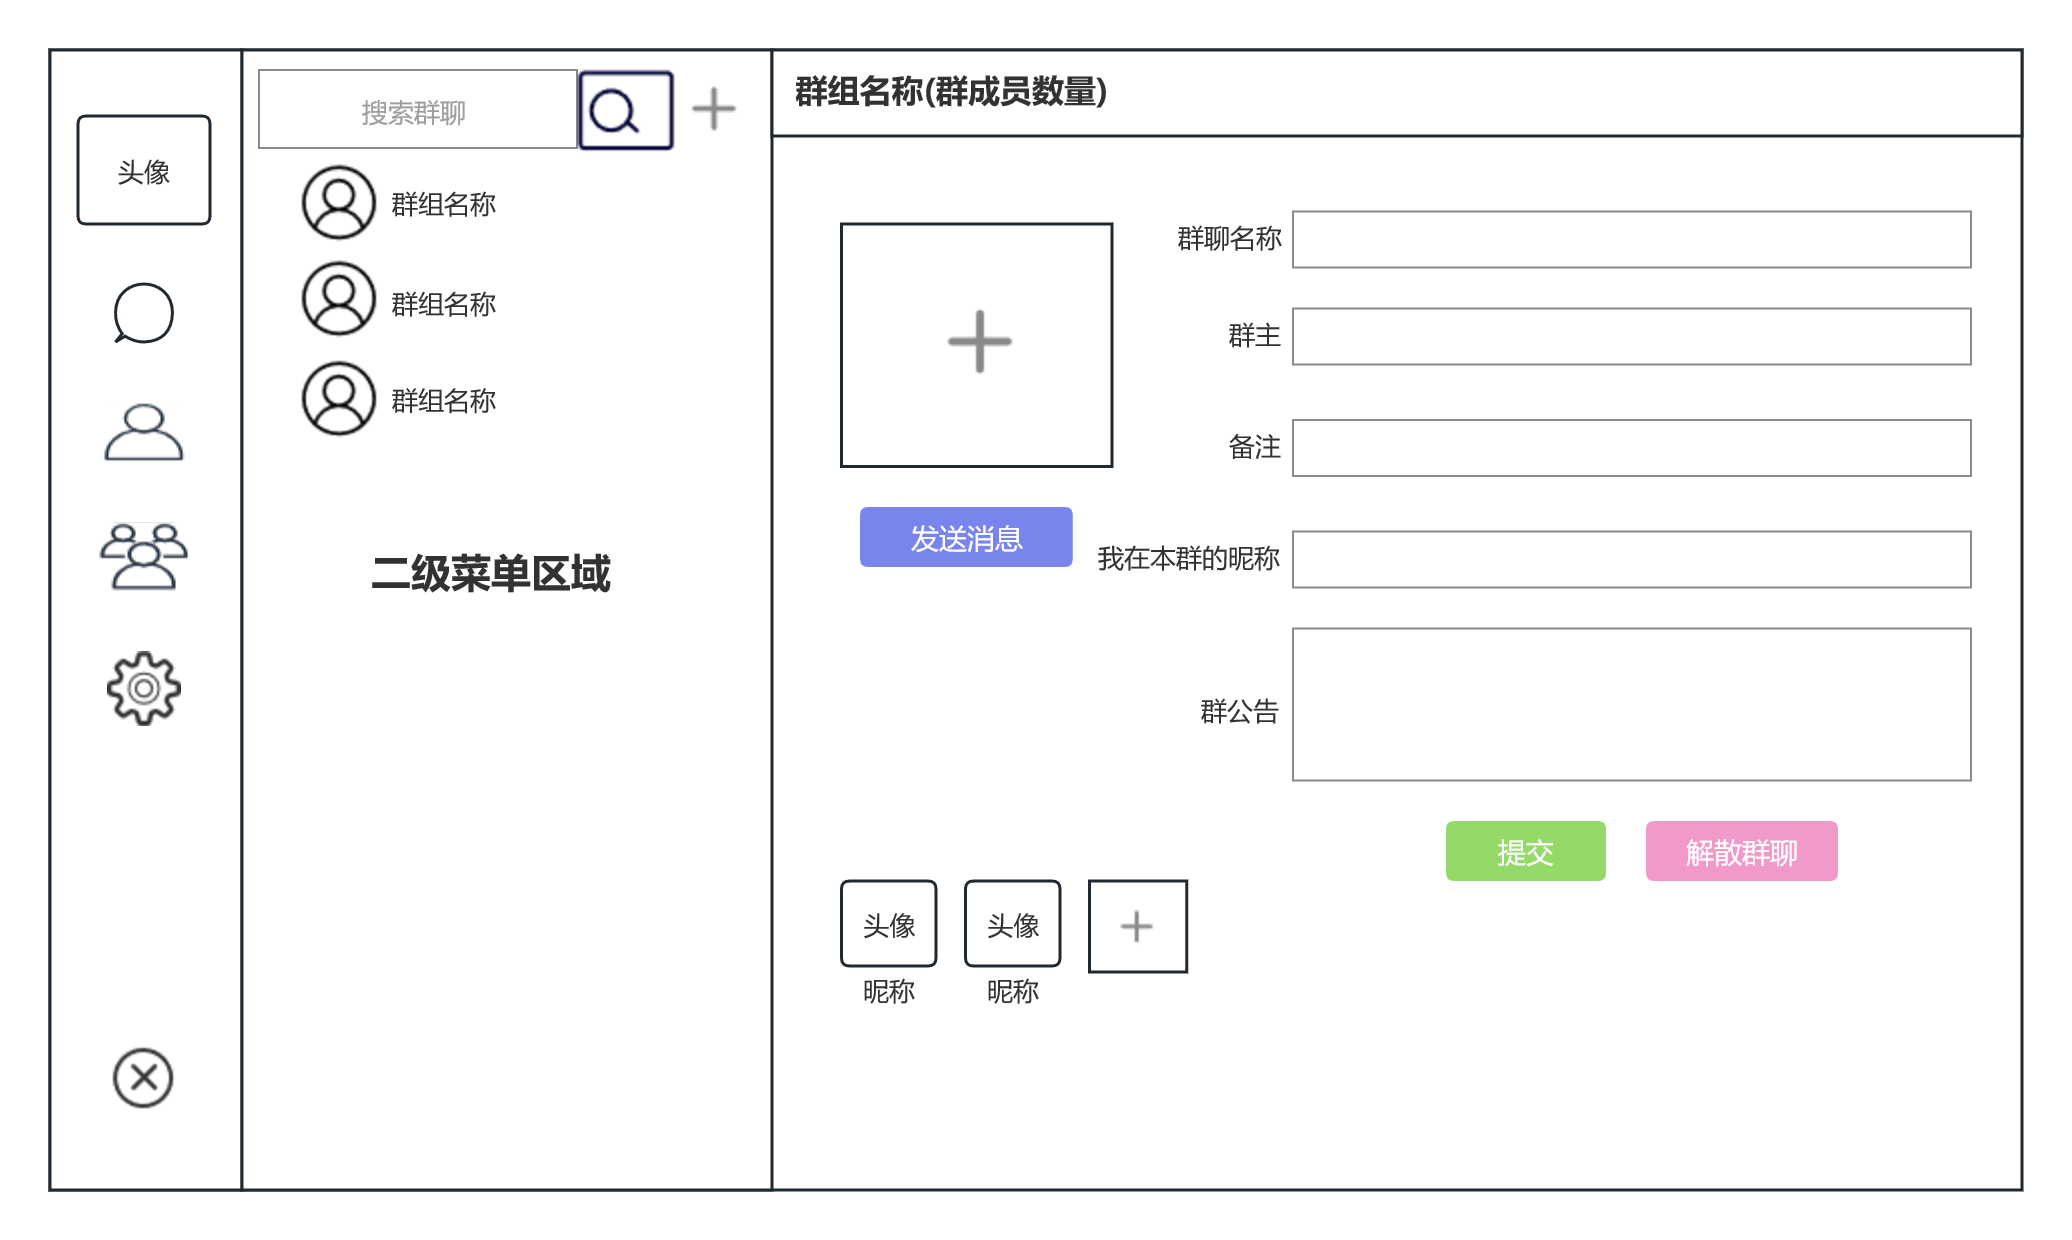 头像
搜索群聊
群组名称
群组名称
群组名称
二级菜单区域
群组名称(群成员数量)
群聊名称
群主
备注
发送消息
我在本群的昵称
群公告
提交
解散群聊
头像
头像
昵称
昵称